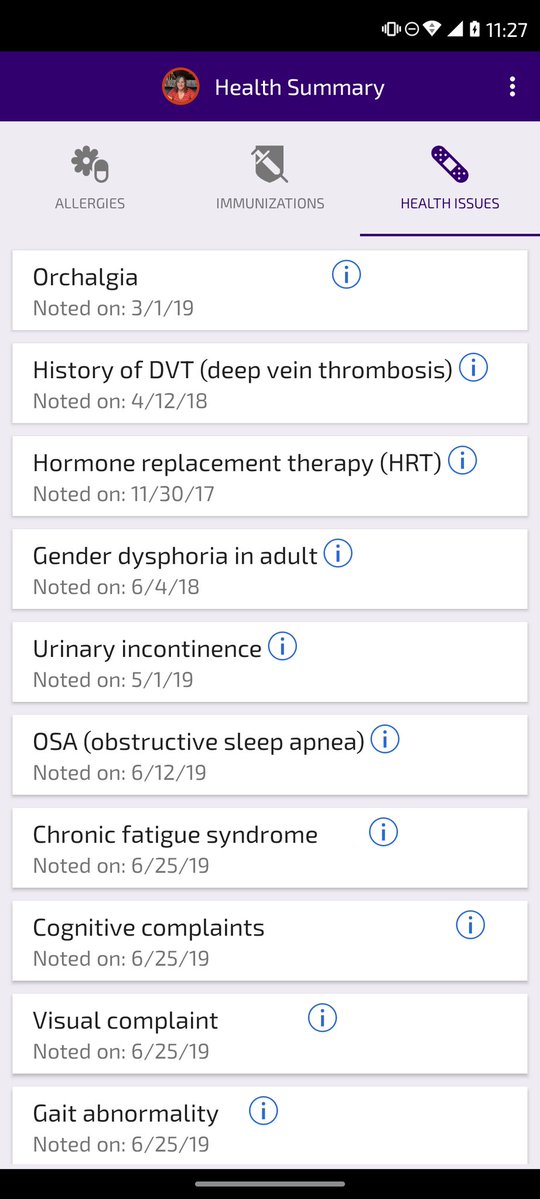 11:27
Health Summary
ALLERGIES
IMMUNIZATIONS
HEALTH ISSUES
Orchalgia
Noted on: 3/1/19
History of DVT (deep vein thrombosis)
Noted on: 4/12/18
Hormone replacement therapy (HRT)
Noted on: 11/30/17
Gender dysphoria in adult
Noted on: 6/4/18
Urinary incontinence
Noted on: 5/1/19
OSA (obstructive sleep apnea)
Noted on: 6/12/19
Chronic fatigue syndrome
Noted on: 6/25/19
Cognitive complaints
Noted on: 6/25/19
Visual complaint
Noted on: 6/25/19
Gait abnormality
Noted on: 6/25/19